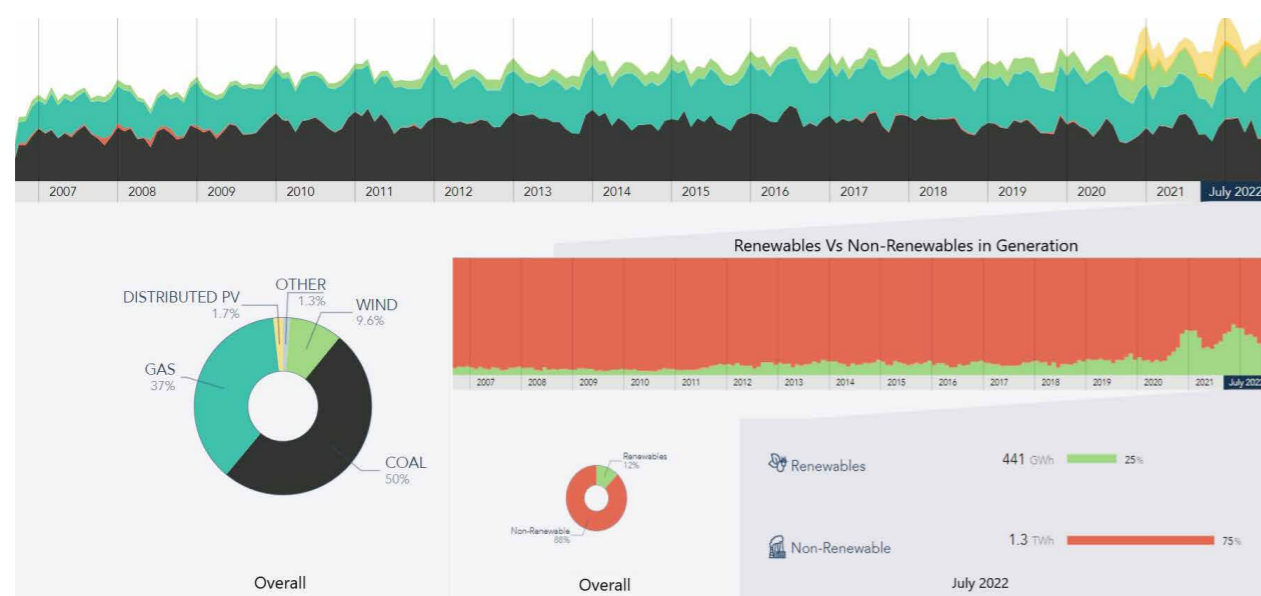 2007 2008 2009 2010 2011 2012 2013 2014 2015 2016 2017 2018 2019 2020 2021 July 2022
Renewables Vs Non-Renewables in Generation
OTHER
1.3%
DISTRIBUTED PV
1.7%
WIND
9.6%
GAS
37%
COAL
50%
Overall
2007 2008 2009 2010 2011 2012 2013 2014 2015 2016 2017 2018 2019 2020 2021 July 2022
Renewables
12%
Non-Renewable
88%
Overall
Renewables 441 GWh 25%
Non-Renewable 1.3 TWh 75%
July 2022